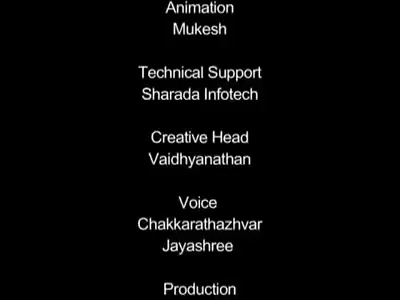 Animation
Mukesh
Technical Support
Sharada Infotech
Creative Head
Vaidhyanathan
Voice
Chakkarathazhvar
Jayashree
Production